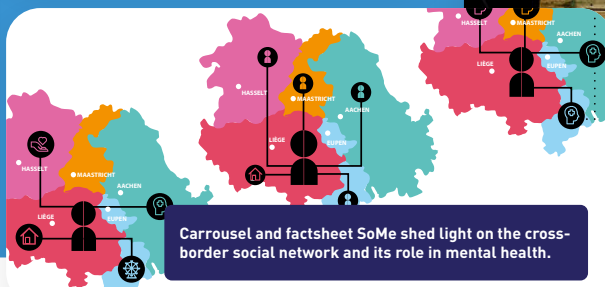 HASSELT
MAASTRICHT
AACHEN
LIÈGE
EUPEN
HASSELT
MAASTRICHT
AACHEN
LIÈGE
EUPEN
HASSELT
MAASTRICHT
AACHEN
LIÈGE
EUPEN
Carrousel and factsheet SoMe shed light on the cross-
border social network and its role in mental health.